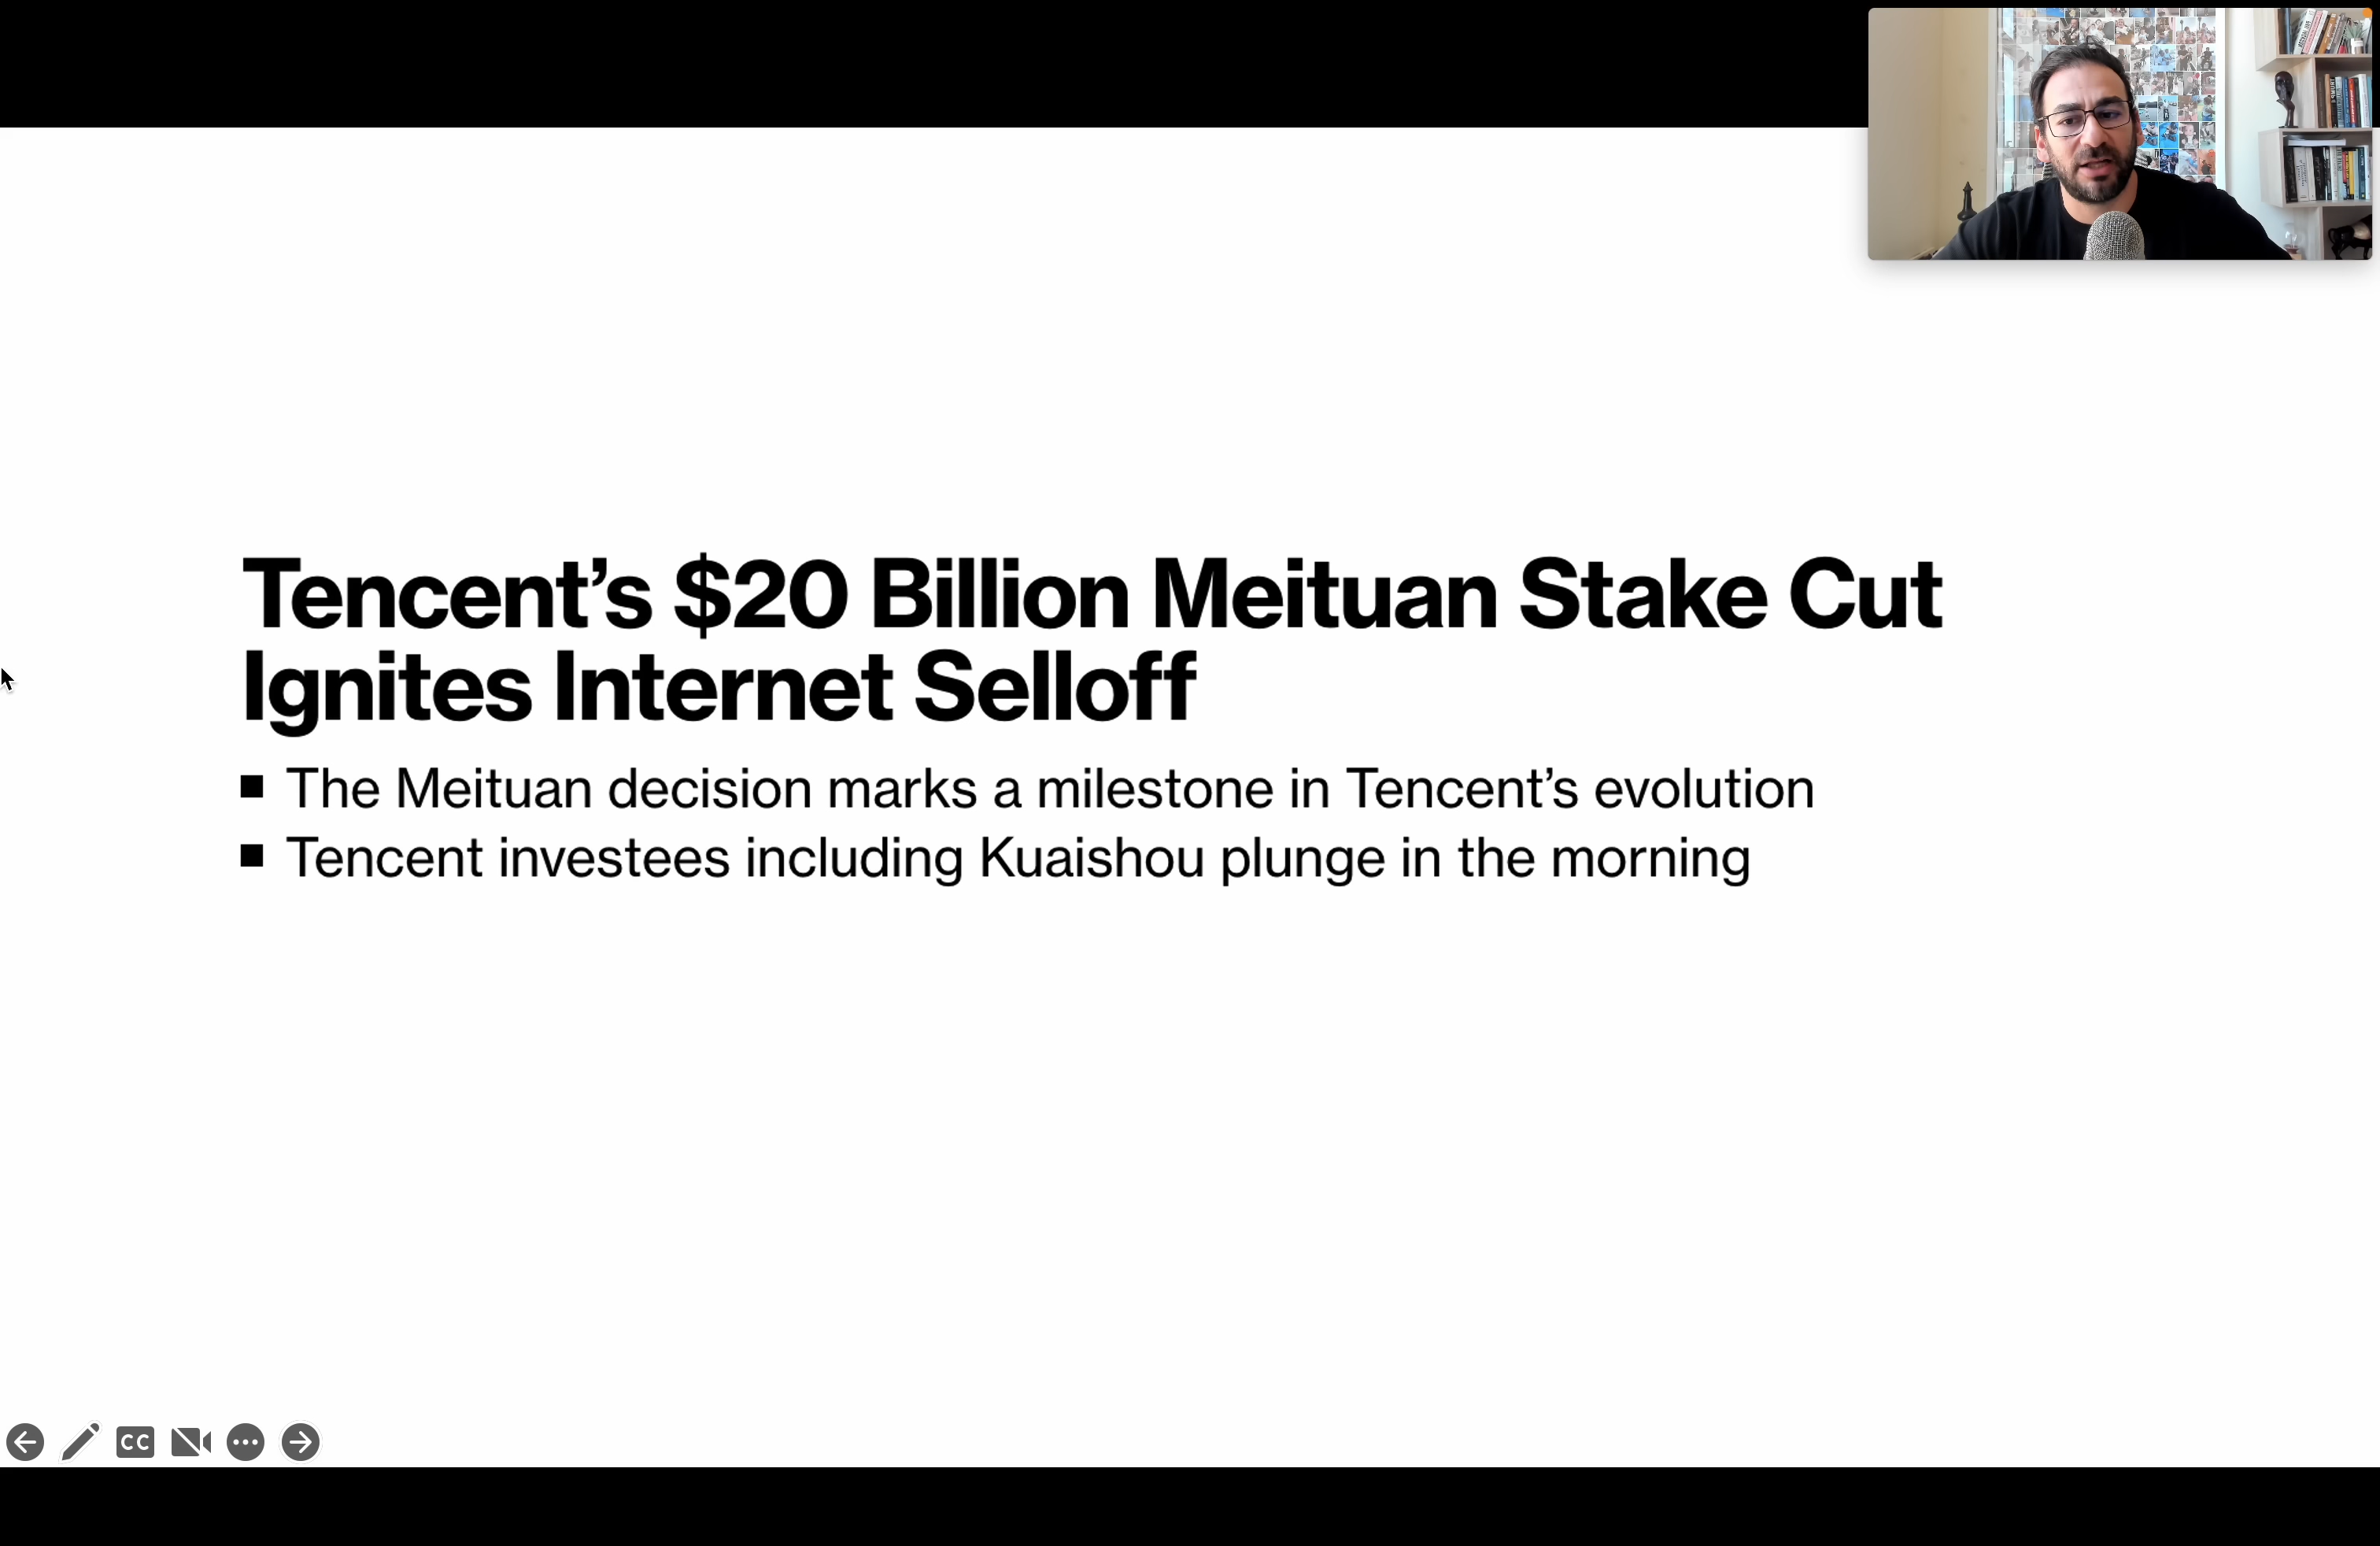 Tencent’s $20 Billion Meituan Stake Cut
Ignites Internet Selloff
■ The Meituan decision marks a milestone in Tencent’s evolution
■ Tencent investees including Kuaishou plunge in the morning
CC